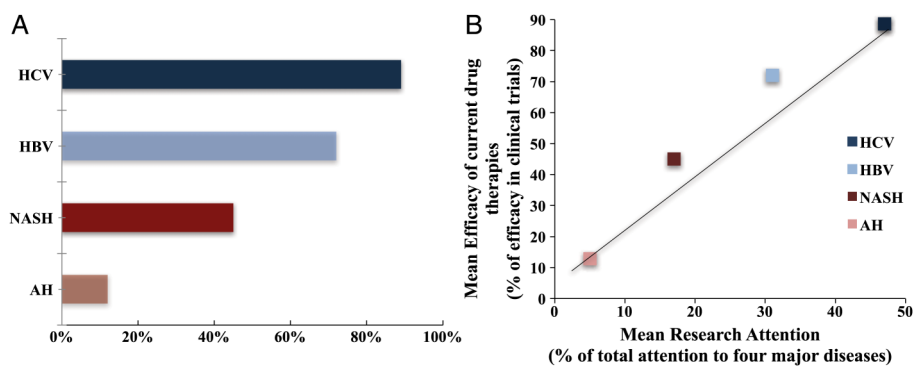 A
HCV
HBV
NASH
AH
0%
20%
40%
60%
80%
100%
B
Mean Efficacy of current drug
therapies
(% of efficacy in clinical trials)
90
80
70
60
50
40
30
20
10
0
0
10
20
30
40
50
HCV
HBV
NASH
AH
Mean Research Attention
(% of total attention to four major diseases)